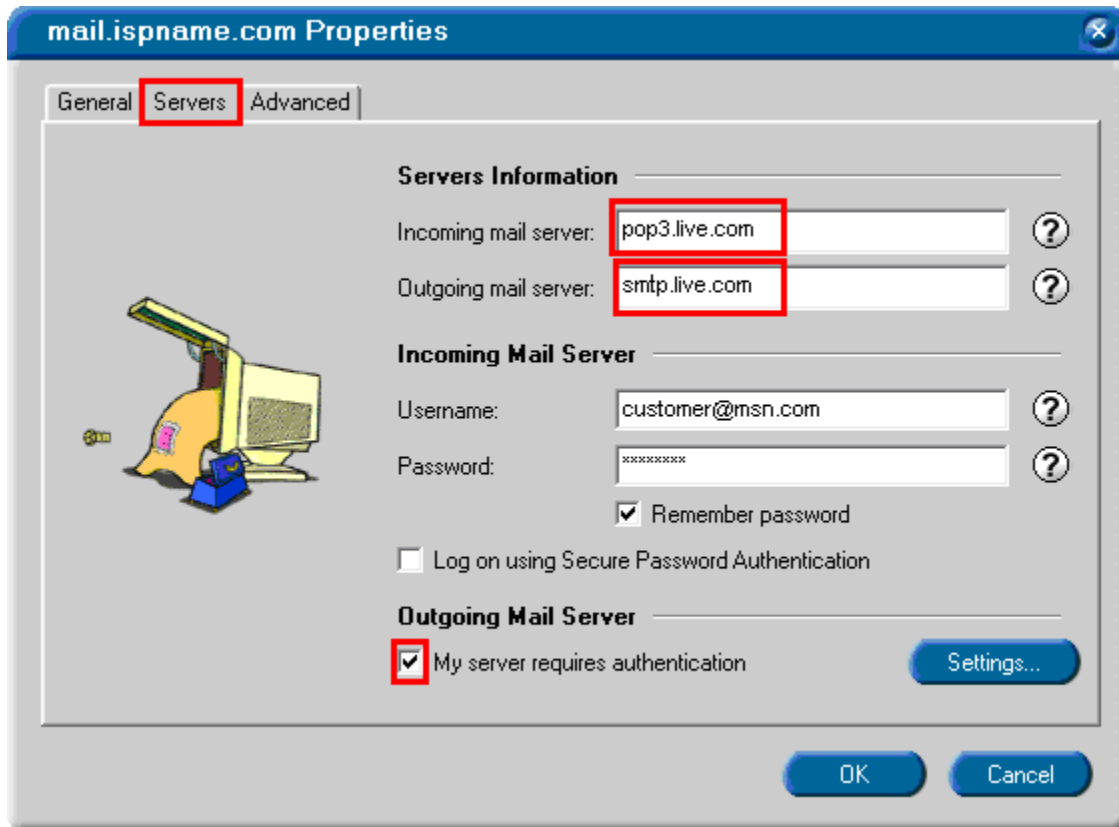 mail.ispname.com Properties
General Servers Advanced
Servers Information
Incoming mail server: pop3.live.com ?
Outgoing mail server: smtp.live.com ?
Incoming Mail Server
Username: customer@msn.com ?
Password: ******** ?
Remember password
Log on using Secure Password Authentication
Outgoing Mail Server
My server requires authentication Settings...
OK Cancel